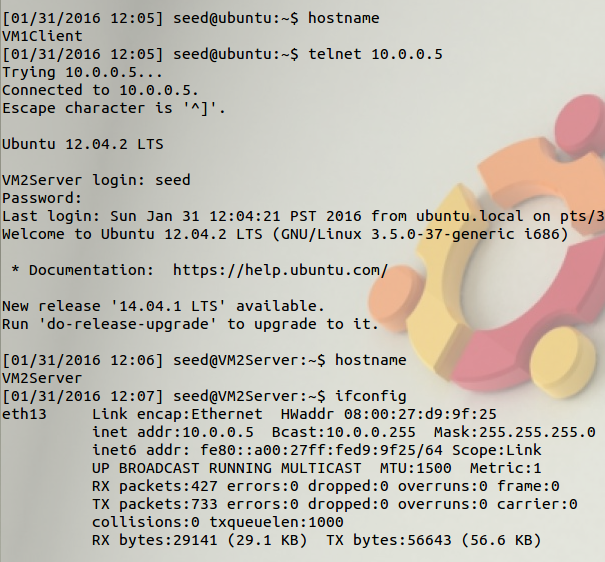 [01/31/2016 12:05] seed@ubuntu:~$ hostname
VM1Client
[01/31/2016 12:05] seed@ubuntu:~$ telnet 10.0.0.5
Trying 10.0.0.5...
Connected to 10.0.0.5.
Escape character is '^]'.
Ubuntu 12.04.2 LTS
VM2Server login: seed
Password:
Last login: Sun Jan 31 12:04:21 PST 2016 from ubuntu.local on pts/3
Welcome to Ubuntu 12.04.2 LTS (GNU/Linux 3.5.0-37-generic i686)
* Documentation:  https://help.ubuntu.com/
New release '14.04.1 LTS' available.
Run 'do-release-upgrade' to upgrade to it.
[01/31/2016 12:06] seed@VM2Server:~$ hostname
VM2Server
[01/31/2016 12:07] seed@VM2Server:~$ ifconfig
eth13     Link encap:Ethernet  HWaddr 08:00:27:d9:9f:25
inet addr:10.0.0.5  Bcast:10.0.0.255  Mask:255.255.255.0
inet6 addr: fe80::a00:27ff:fed9:9f25/64 Scope:Link
UP BROADCAST RUNNING MULTICAST  MTU:1500  Metric:1
RX packets:427 errors:0 dropped:0 overruns:0 frame:0
TX packets:733 errors:0 dropped:0 overruns:0 carrier:0
collisions:0 txqueuelen:1000
RX bytes:29141 (29.1 KB)  TX bytes:56643 (56.6 KB)